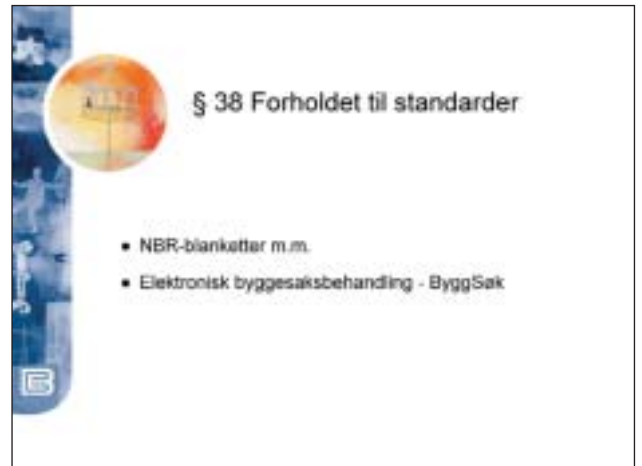 § 38 Forholdet til standarder
• NBR-blanketter m.m.
• Elektronisk byggesaksbehandling - ByggSøk